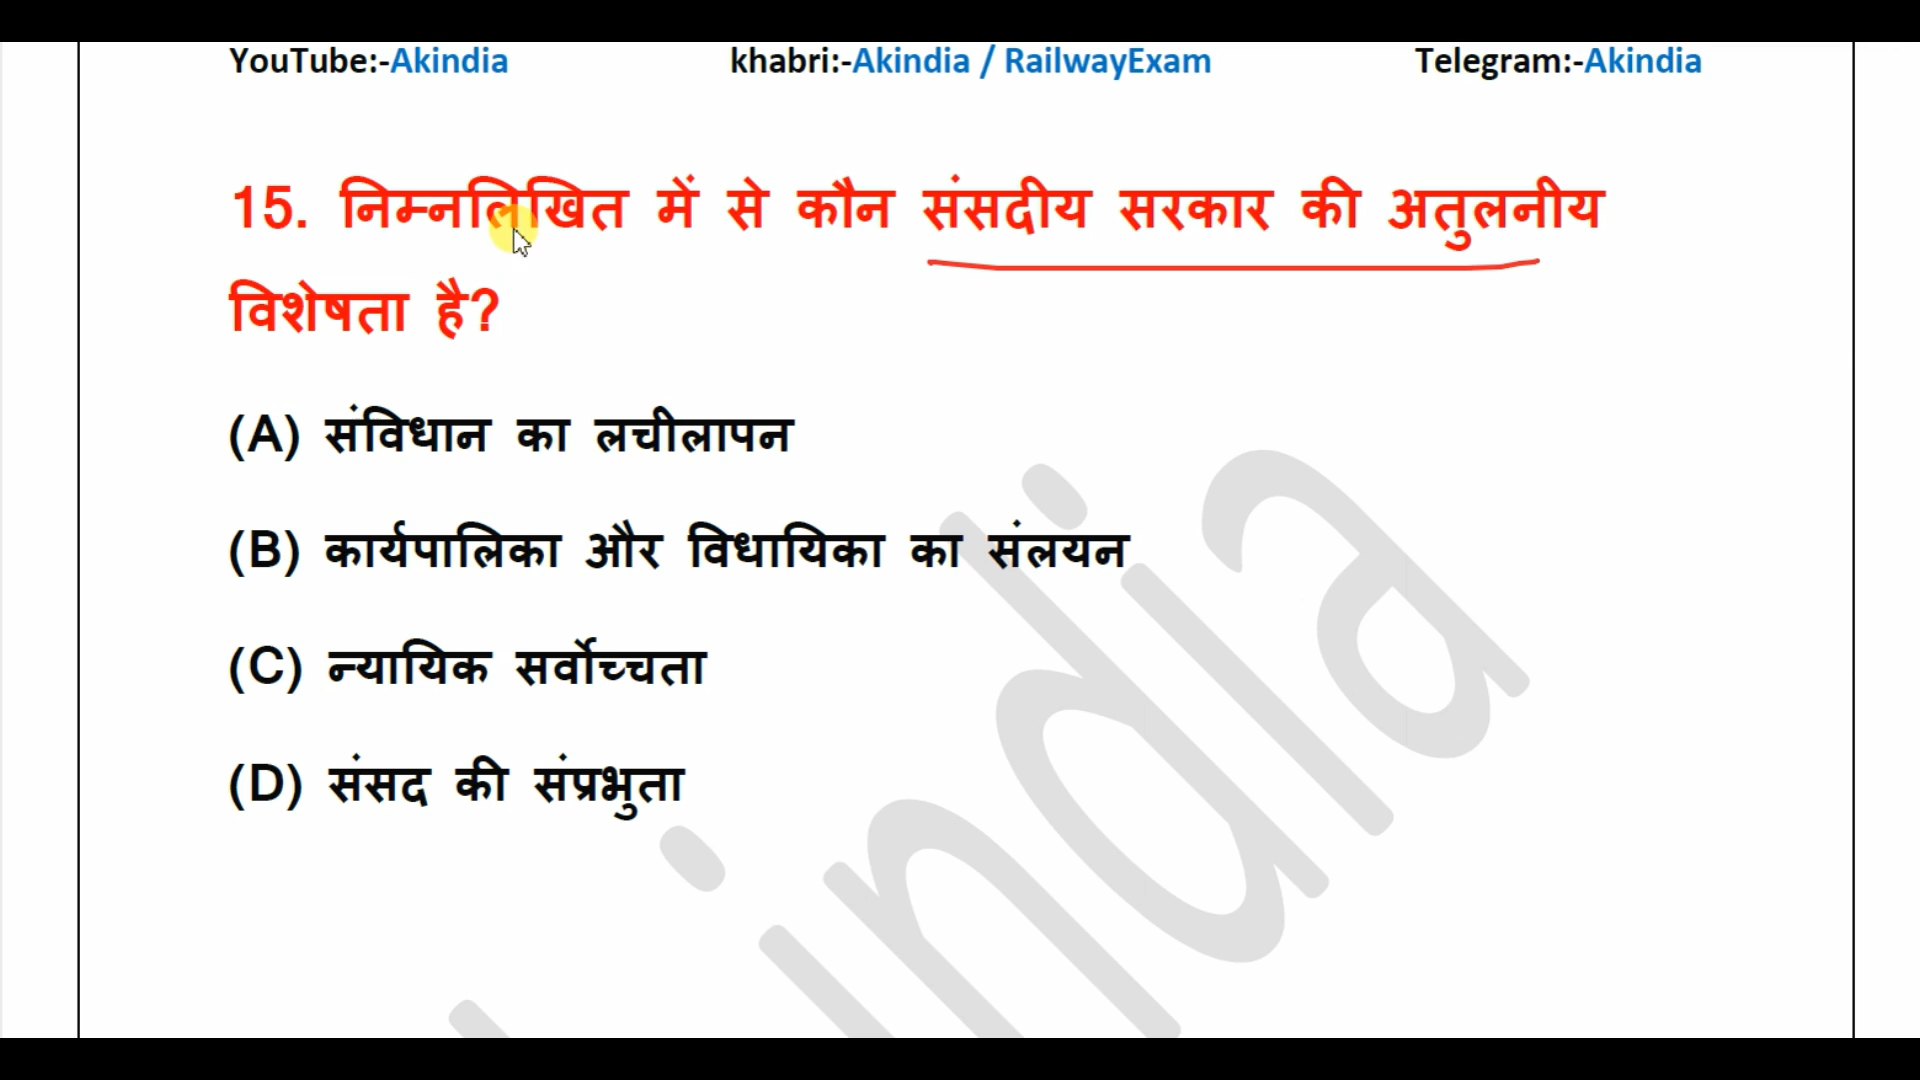 YouTube:-Akindia khabri:-Akindia / RailwayExam Telegram:-Akindia
15. निम्नलिखित में से कौन संसदीय सरकार की अतुलनीय
विशेषता है?
(A) संविधान का लचीलापन
(B) कार्यपालिका और विधायिका का संलयन
(C) न्यायिक सर्वोच्चता
(D) संसद की संप्रभुता
india